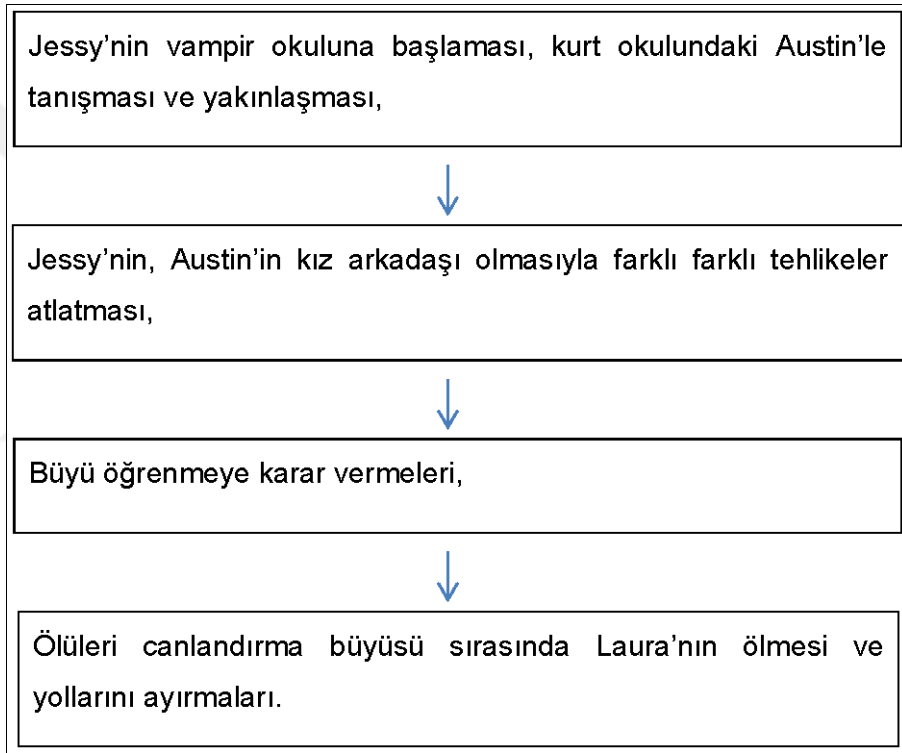 Jessy’nin vampir okuluna başlaması, kurt okulundaki Austin’le
tanışması ve yakınlaşması,
Jessy’nin, Austin’in kız arkadaşı olmasıyla farklı farklı tehlikeler
atlatması,
Büyü öğrenmeye karar vermeleri,
Ölüleri canlandırma büyüsü sırasında Laura’nın ölmesi ve
yollarını ayırmaları.